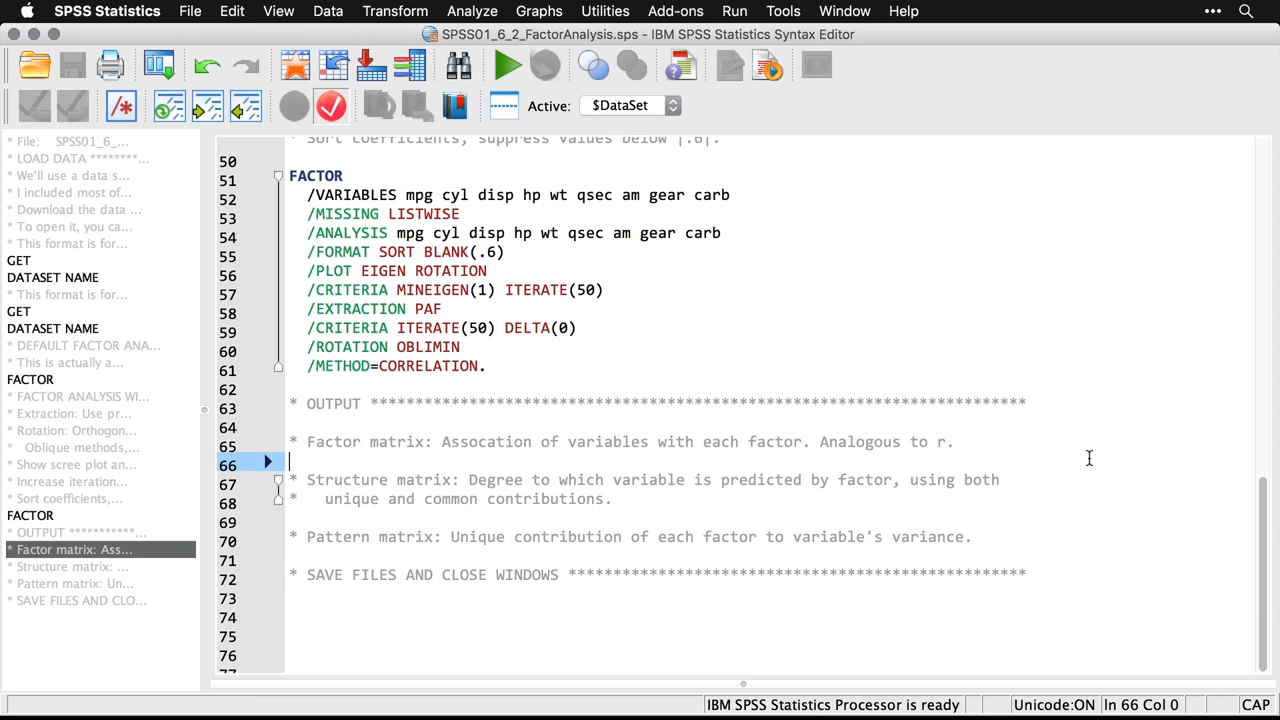 SPSS Statistics File Edit View Data Transform Analyze Graphs Utilities Add-ons Run Tools Window Help
SPSS01_6_2_FactorAnalysis.sps - IBM SPSS Statistics Syntax Editor
Active: $DataSet
* File: SPSS01_6_...
* LOAD DATA ********...
* We'll use a data s...
* I included most of...
* Download the data ...
* To open it, you ca...
* This format is for...
GET
DATASET NAME
* This format is for...
GET
DATASET NAME
* DEFAULT FACTOR ANA...
* This is actually a...
FACTOR
* FACTOR ANALYSIS WI...
* Extraction: Use pr...
* Rotation: Orthogon...
* Oblique methods,...
* Show scree plot an...
* Increase iteration...
* Sort coefficients,...
FACTOR
* OUTPUT ***********...
* Factor matrix: Ass...
* Structure matrix: ...
* Pattern matrix: Un...
* SAVE FILES AND CLO...
* Sort coefficients, suppress values below |.6|.
50
51 FACTOR
52 /VARIABLES mpg cyl disp hp wt qsec am gear carb
53 /MISSING LISTWISE
54 /ANALYSIS mpg cyl disp hp wt qsec am gear carb
55 /FORMAT SORT BLANK(.6)
56 /PLOT EIGEN ROTATION
57 /CRITERIA MINEIGEN(1) ITERATE(50)
58 /EXTRACTION PAF
59 /CRITERIA ITERATE(50) DELTA(0)
60 /ROTATION OBLIMIN
61 /METHOD=CORRELATION.
62
63 * OUTPUT *************************************************************************
64
65 * Factor matrix: Assocation of variables with each factor. Analogous to r.
66
67 * Structure matrix: Degree to which variable is predicted by factor, using both
68 * unique and common contributions.
69
70 * Pattern matrix: Unique contribution of each factor to variable's variance.
71
72 * SAVE FILES AND CLOSE WINDOWS ***************************************************
73
74
75
76
77
IBM SPSS Statistics Processor is ready Unicode:ON In 66 Col 0 CAP